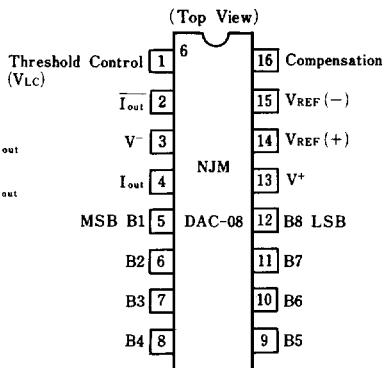 (Top View)
6
Threshold Control 1
(VLC)
16 Compensation
I̅o̅u̅t̅ 2
15 VREF(−)
out
V⁻ 3
14 VREF(+)
NJM
Iout 4
13 V⁺
out
MSB B1 5
DAC-08
12 B8 LSB
B2 6
11 B7
B3 7
10 B6
B4 8
9 B5